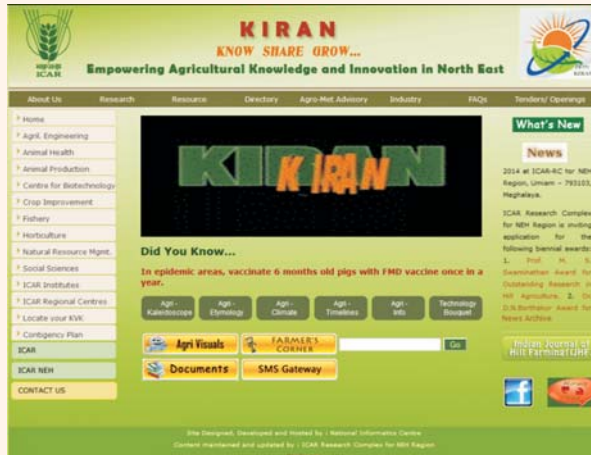 ICAR
KIRAN
KNOW SHARE GROW...
Empowering Agricultural Knowledge and Innovation in North East
KIRAN
About Us Research Resource Directory Agro-Met Advisory Industry FAQs Tenders/ Openings
Home
Agril. Engineering
Animal Health
Animal Production
Centre for Biotechnology
Crop Improvement
Fishery
Horticulture
Natural Resource Mgmt.
Social Sciences
ICAR Institutes
ICAR Regional Centres
Locate your KVK
Contigency Plan
ICAR
ICAR NEH
CONTACT US
KIRAN
KIRAN
Did You Know...
In epidemic areas, vaccinate 6 months old pigs with FMD vaccine once in a
year.
Agri - Kaleidoscope
Agri - Etymology
Agri - Climate
Agri - Timelines
Agri - Info
Technology Bouquet
Agri Visuals
FARMER'S CORNER
Go
Documents
SMS Gateway
What's New
News
2014 at ICAR-RC for NEH
Region, Umiam – 793103,
Meghalaya.
ICAR Research Complex
for NEH Region is inviting
application for the
following biennial awards:
1. Prof. M. S.
Swaminathan Award for
Outstanding Research in
Hill Agriculture. 2. Dr.
D.N.Borthakur Award for
News Archive
Indian Journal of
Hill Farming(IJHF)
f
Site Designed, Developed and Hosted by : National Informatics Centre
Content maintained and updated by : ICAR Research Complex for NEH Region